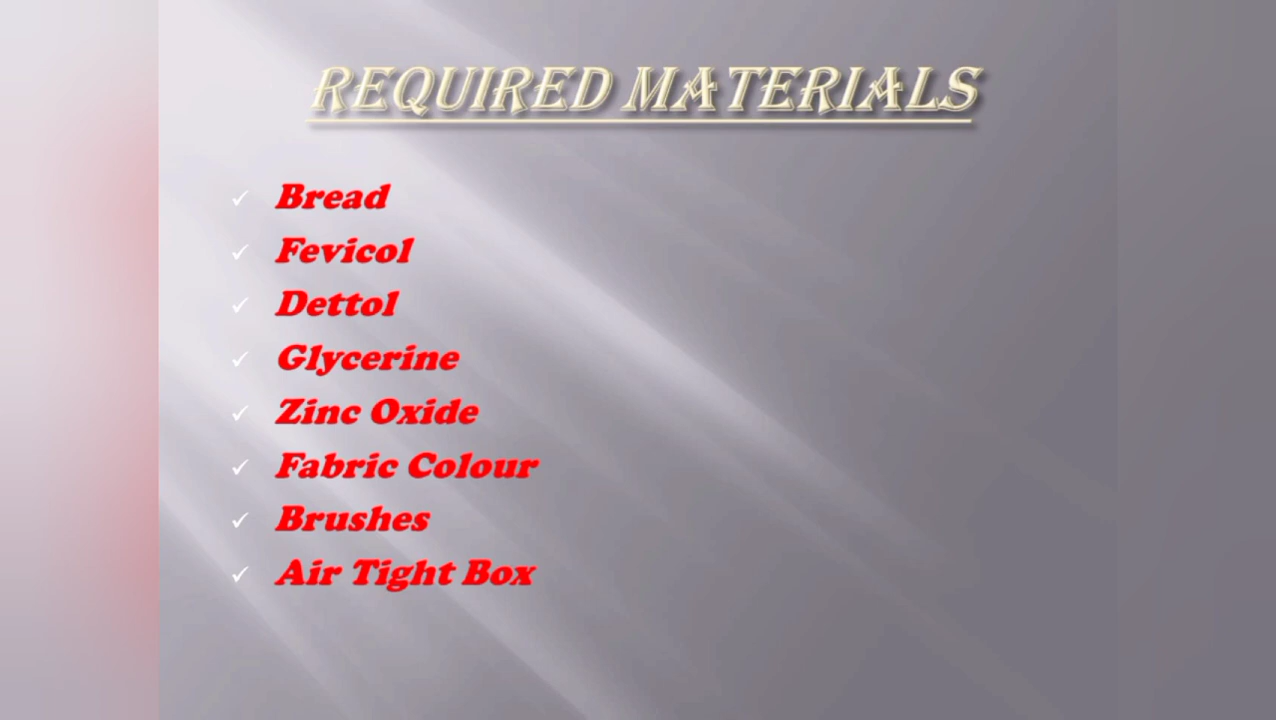 REQUIRED MATERIALS
Bread
Fevicol
Dettol
Glycerine
Zinc Oxide
Fabric Colour
Brushes
Air Tight Box